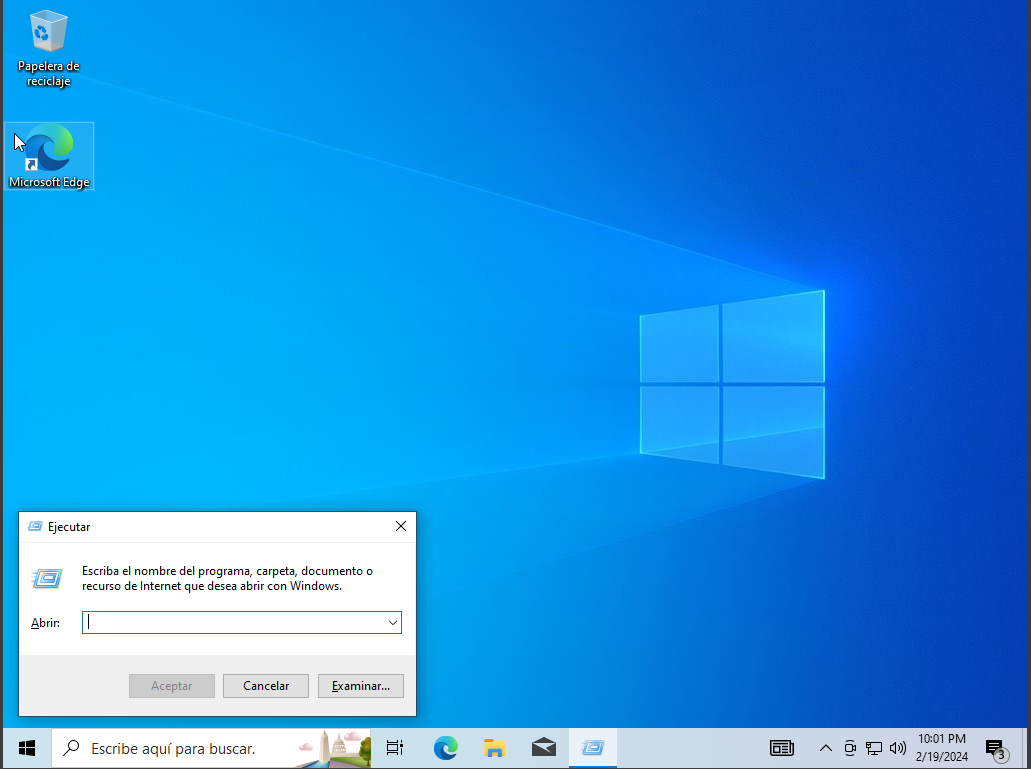 Papelera de
reciclaje
Microsoft Edge
Ejecutar
Escriba el nombre del programa, carpeta, documento o
recurso de Internet que desea abrir con Windows.
Abrir:
Aceptar
Cancelar
Examinar...
Escribe aquí para buscar.
10:01 PM
2/19/2024
3